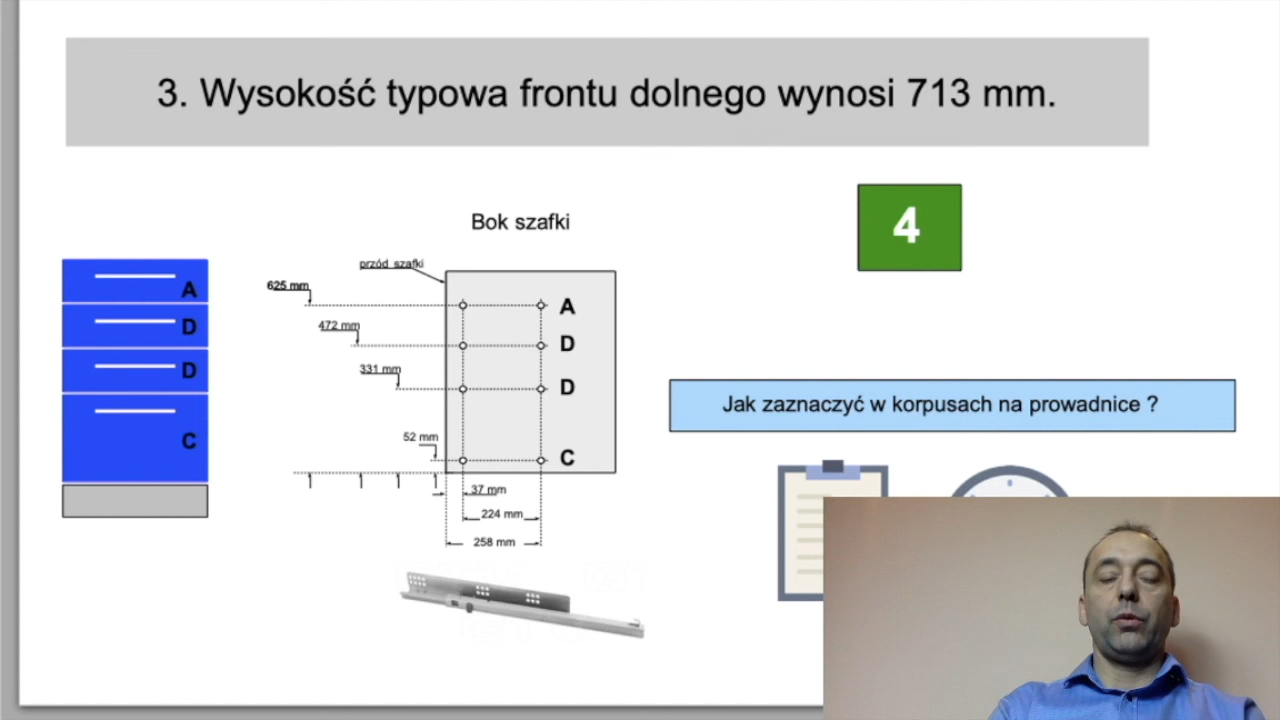 3. Wysokość typowa frontu dolnego wynosi 713 mm.
4
Bok szafki
przód szafki
625 mm
A
A
472 mm
D
D
331 mm
D
D
52 mm
C
C
37 mm
224 mm
258 mm
Jak zaznaczyć w korpusach na prowadnice ?